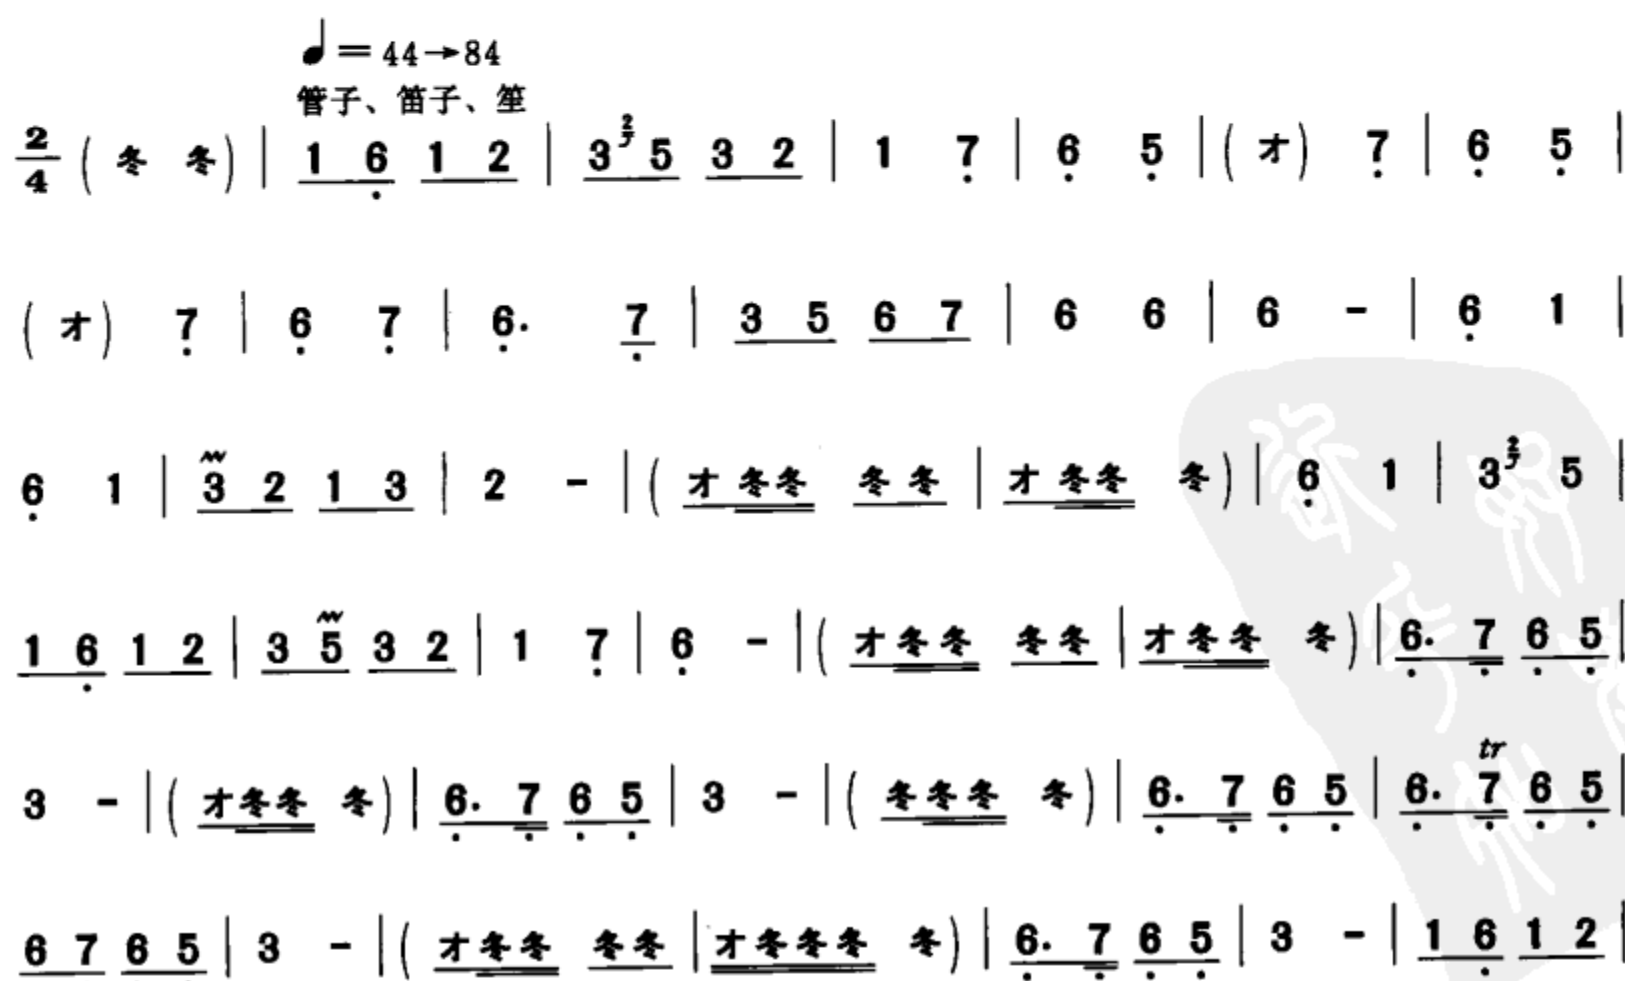 ♩= 44→84
管子、笛子、笙
2/4 ( 冬 冬 ) | 1 6̣ 1 2 | 3 ²5 3 2 | 1 7̣ | 6̣ 5̣ | ( 才 ) 7̣ | 6̣ 5̣ |
( 才 ) 7̣ | 6̣ 7̣ | 6̣. 7̣ | 3 5 6 7 | 6 6 | 6 - | 6̣ 1 |
6̣ 1 | 3 2 1 3 | 2 - | ( 才 冬冬 冬冬 | 才 冬冬 冬 ) | 6̣ 1 | 3 ² 5 |
1 6̣ 1 2 | 3 5 3 2 | 1 7̣ | 6̣ - | ( 才冬冬 冬冬 | 才冬冬 冬 ) | 6̣. 7̣ 6̣ 5̣ |
tr
3 - | ( 才冬冬 冬 ) | 6̣. 7̣ 6̣ 5̣ | 3 - | ( 冬冬冬 冬 ) | 6̣. 7̣ 6̣ 5̣ | 6̣. 7̣ 6̣ 5̣ |
6 7 6 5 | 3 - | ( 才冬冬 冬冬 | 才冬冬冬 冬 ) | 6̣. 7̣ 6̣ 5̣ | 3 - | 1 6̣ 1 2 |